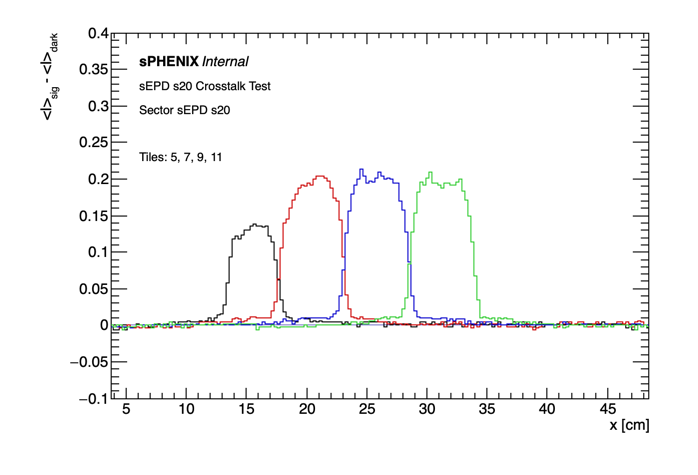 0.4
<I>sig - <I>dark
sPHENIX Internal
0.35
sEPD s20 Crosstalk Test
0.3
Sector sEPD s20
0.25
Tiles: 5, 7, 9, 11
0.2
0.15
0.1
0.05
0
−0.05
−0.1
5 10 15 20 25 30 35 40 45
x [cm]